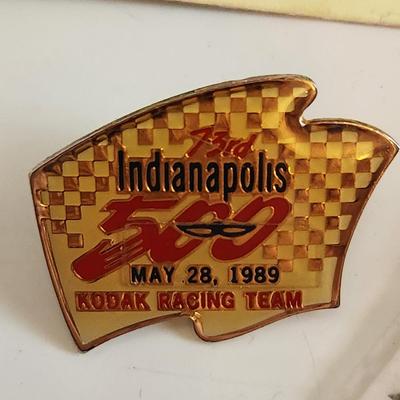 73rd
Indianapolis
500
MAY 28, 1989
KODAK RACING TEAM